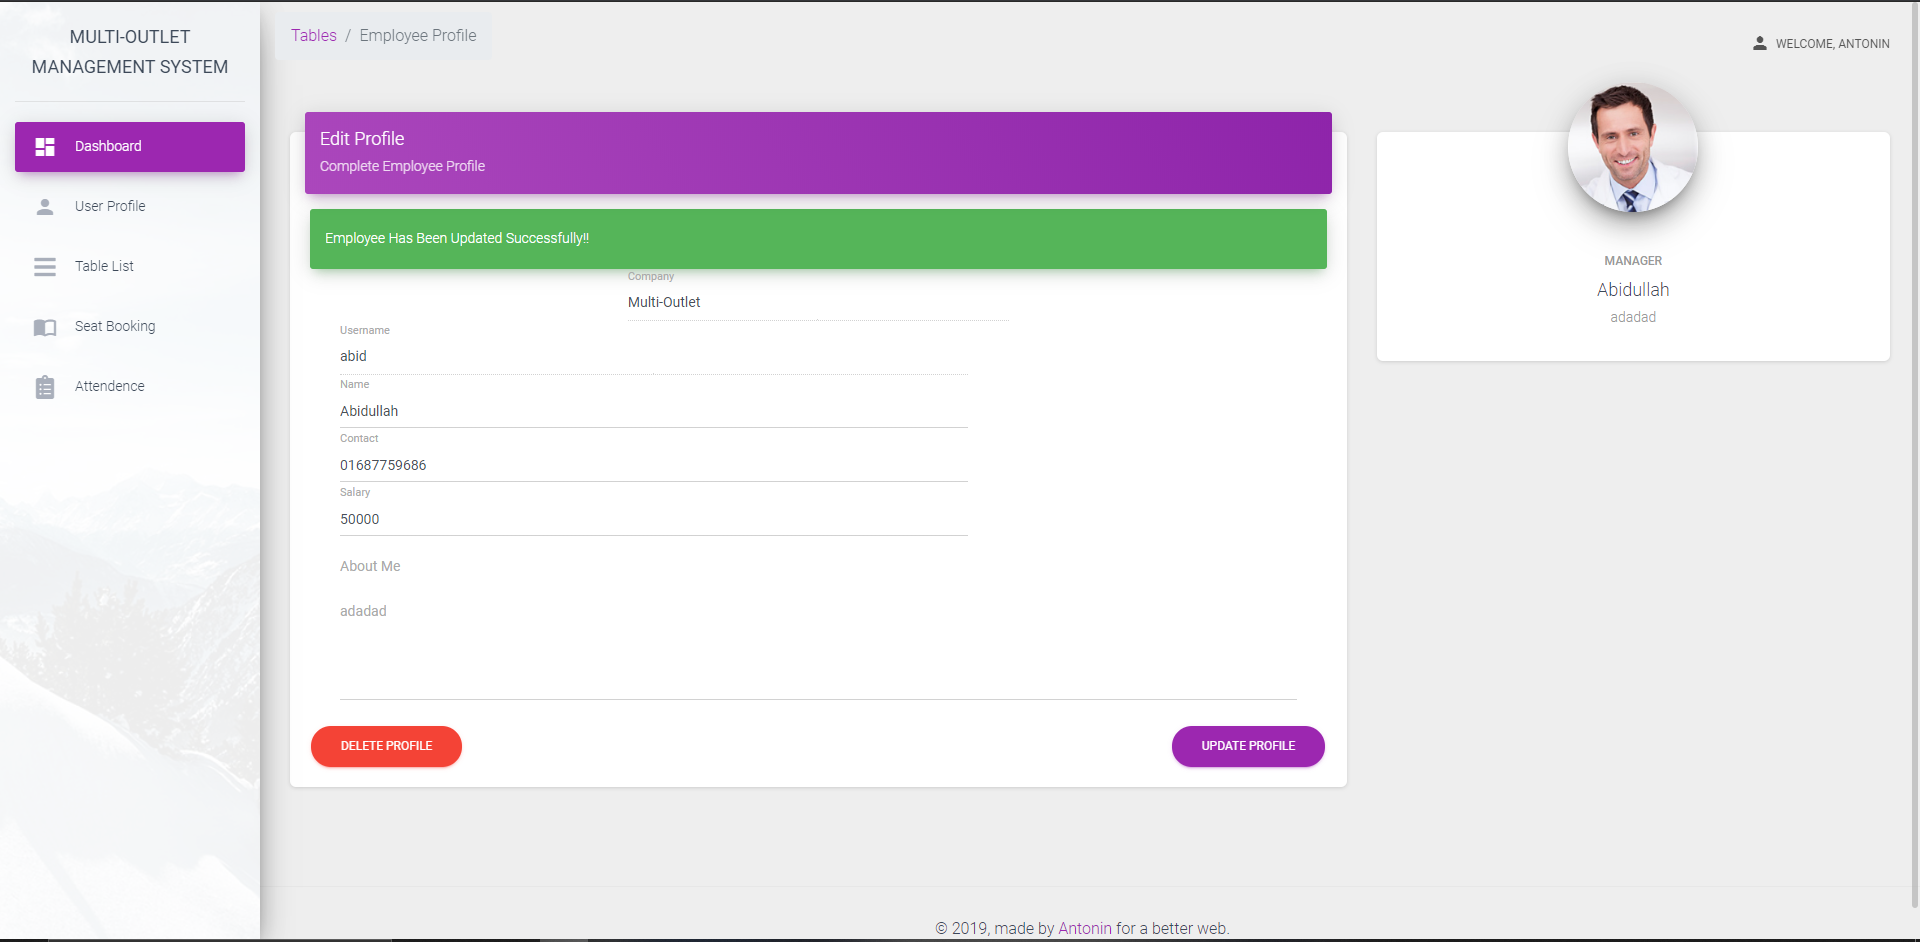 MULTI-OUTLET
MANAGEMENT SYSTEM
Dashboard
User Profile
Table List
Seat Booking
Attendence
Tables / Employee Profile
WELCOME, ANTONIN
Edit Profile
Complete Employee Profile
Employee Has Been Updated Successfully!!
Company
Multi-Outlet
Username
abid
Name
Abidullah
Contact
01687759686
Salary
50000
About Me
adadad
DELETE PROFILE
UPDATE PROFILE
MANAGER
Abidullah
adadad
© 2019, made by Antonin for a better web.